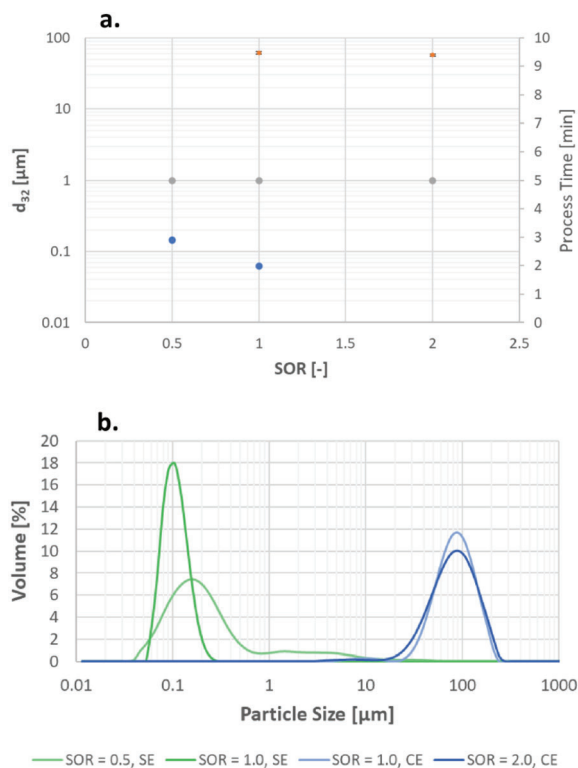 a.
100
10
1
0.1
0.01
d32 [µm]
10
9
8
7
6
5
4
3
2
1
0
Process Time [min]
0 0.5 1 1.5 2 2.5
SOR [-]
b.
20
18
16
14
12
10
8
6
4
2
0
Volume [%]
0.01 0.1 1 10 100 1000
Particle Size [µm]
SOR = 0.5, SE SOR = 1.0, SE SOR = 1.0, CE SOR = 2.0, CE